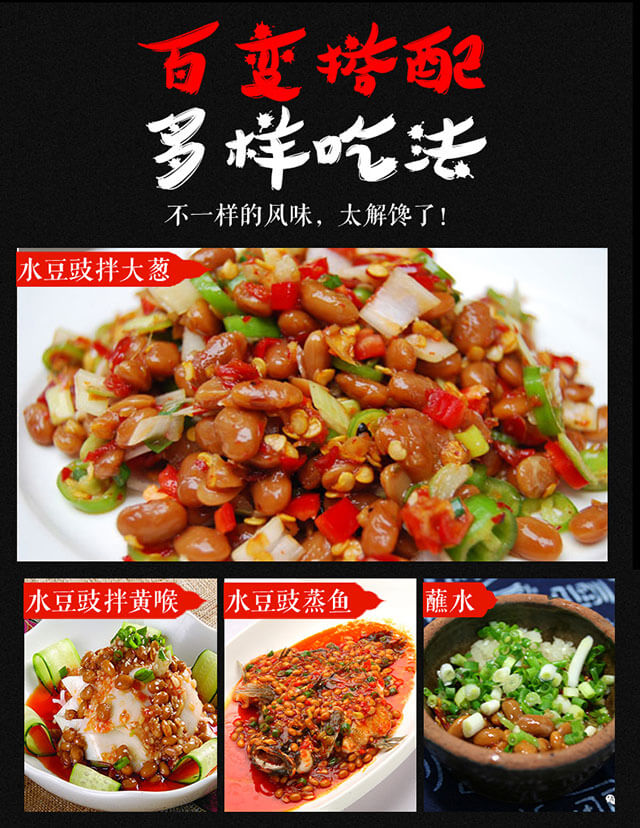 百变搭配
多样吃法
不一样的风味，太解馋了!
水豆豉拌大葱
水豆豉拌黄喉
水豆豉蒸鱼
蘸水